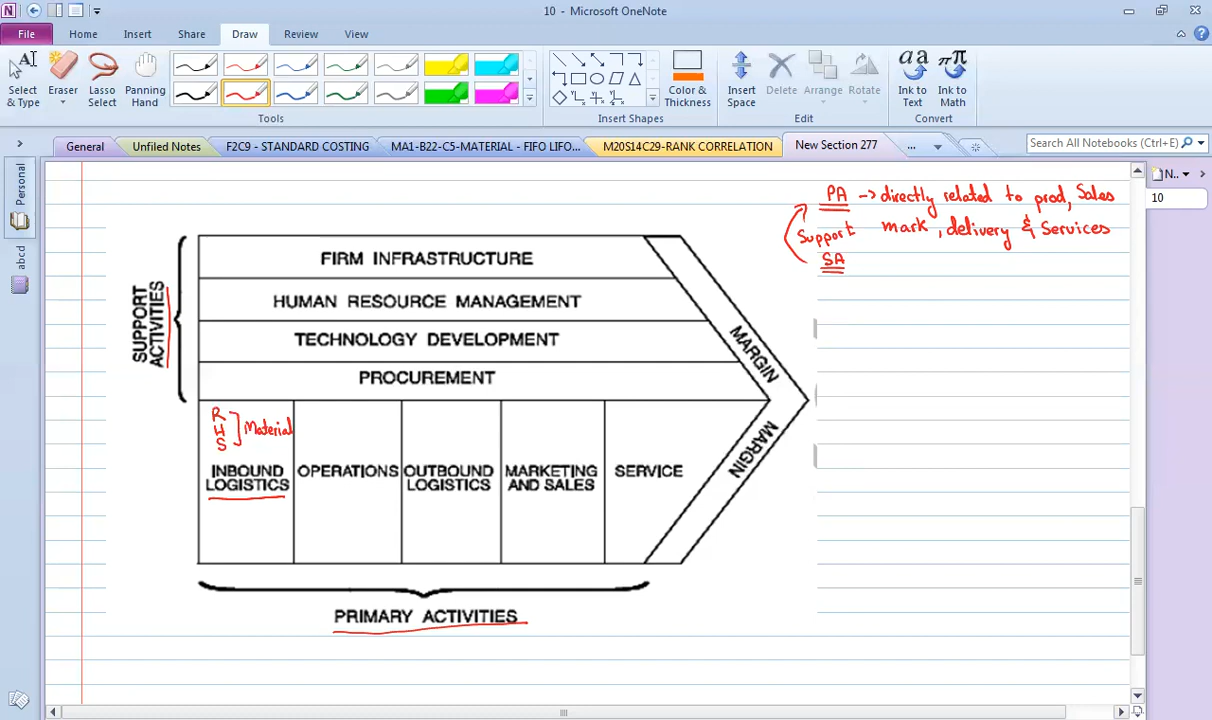 10 - Microsoft OneNote
File Home Insert Share Draw Review View
Select & Type
Eraser
Lasso Select
Panning Hand
Color & Thickness
Insert Space
Delete
Arrange
Rotate
Ink to Text
Ink to Math
Tools
Insert Shapes
Edit
Convert
General
Unfiled Notes
F2C9 - STANDARD COSTING
MA1-B22-C5-MATERIAL - FIFO LIFO...
M20S14C29-RANK CORRELATION
New Section 277
...
Search All Notebooks (Ctrl+E)
Personal
abcd
N..
10
PA -> directly related to prod, Sales
Support mark, delivery & Services
SA
SUPPORT
ACTIVITIES
FIRM INFRASTRUCTURE
HUMAN RESOURCE MANAGEMENT
TECHNOLOGY DEVELOPMENT
PROCUREMENT
MARGIN
MARGIN
R
H
S
Material
INBOUND
LOGISTICS
OPERATIONS
OUTBOUND
LOGISTICS
MARKETING
AND SALES
SERVICE
PRIMARY ACTIVITIES